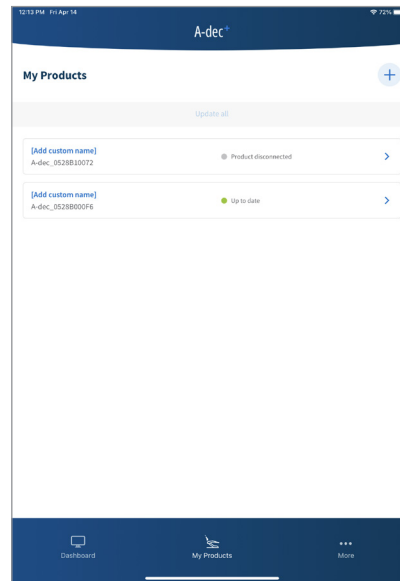 12:13 PM Fri Apr 14 72%
A-dec+
My Products
+
Update all
[Add custom name]
A-dec_0528B10072
Product disconnected
[Add custom name]
A-dec_0528B000F6
Up to date
Dashboard
My Products
More